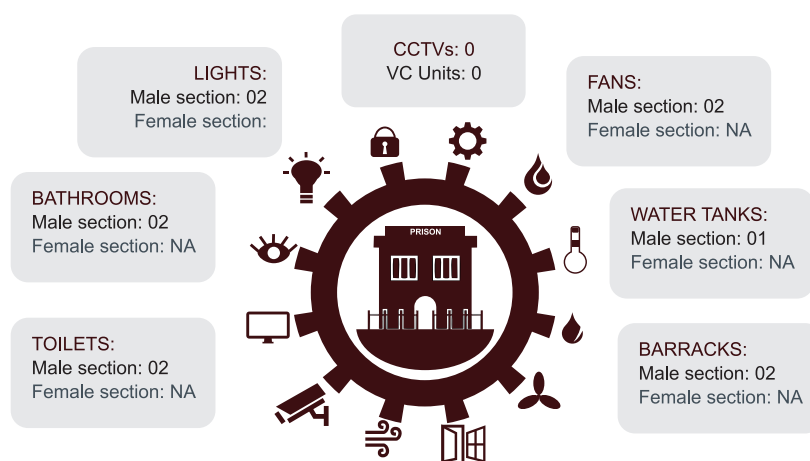 CCTVs: 0
VC Units: 0
LIGHTS:
Male section: 02
Female section:
FANS:
Male section: 02
Female section: NA
BATHROOMS:
Male section: 02
Female section: NA
WATER TANKS:
Male section: 01
Female section: NA
PRISON
TOILETS:
Male section: 02
Female section: NA
BARRACKS:
Male section: 02
Female section: NA